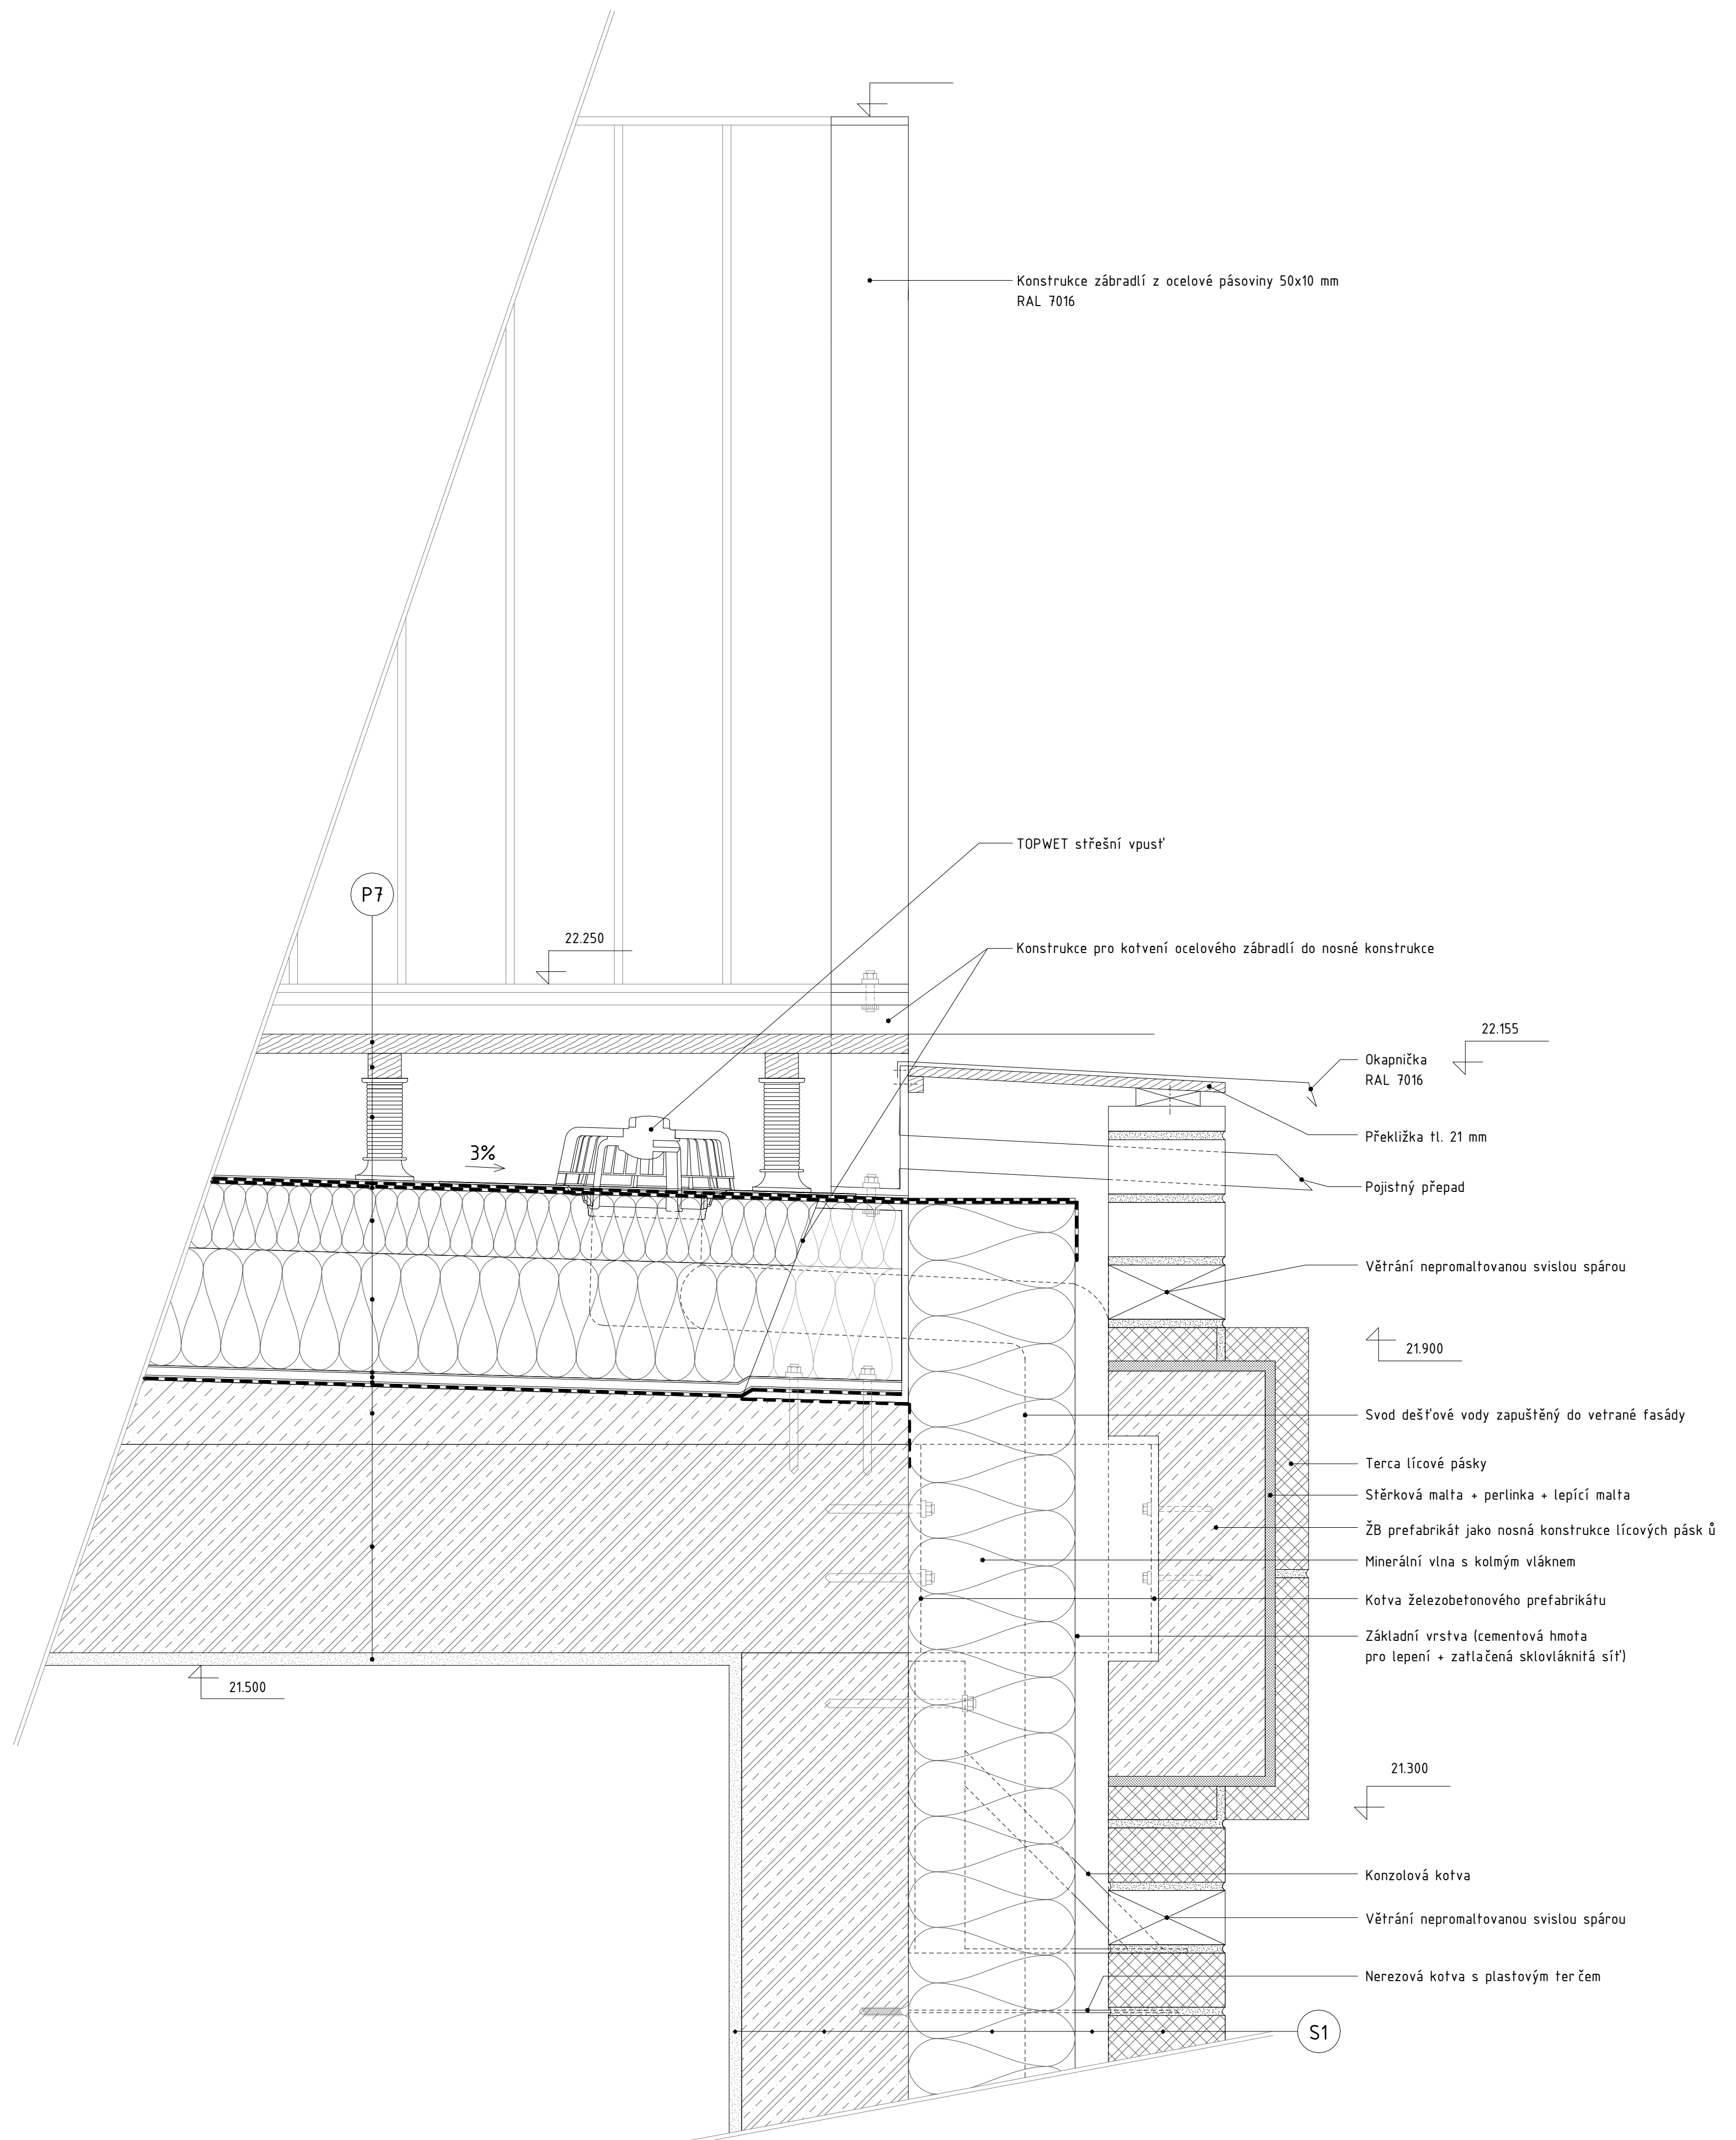 Konstrukce zábradlí z ocelové pásoviny 50x10 mm
RAL 7016
TOPWET střešní vpusť
P7
22.250
Konstrukce pro kotvení ocelového zábradlí do nosné konstrukce
22.155
Okapnička
RAL 7016
Překližka tl. 21 mm
3%
Pojistný přepad
Větrání nepromaltovanou svislou spárou
21.900
Svod dešťové vody zapuštěný do vetrané fasády
Terca lícové pásky
Stěrková malta + perlinka + lepící malta
ŽB prefabrikát jako nosná konstrukce lícových pásků
Minerální vlna s kolmým vláknem
Kotva železobetonového prefabrikátu
Základní vrstva (cementová hmota
pro lepení + zatlačená sklovláknitá síť)
21.500
21.300
Konzolová kotva
Větrání nepromaltovanou svislou spárou
Nerezová kotva s plastovým terčem
S1